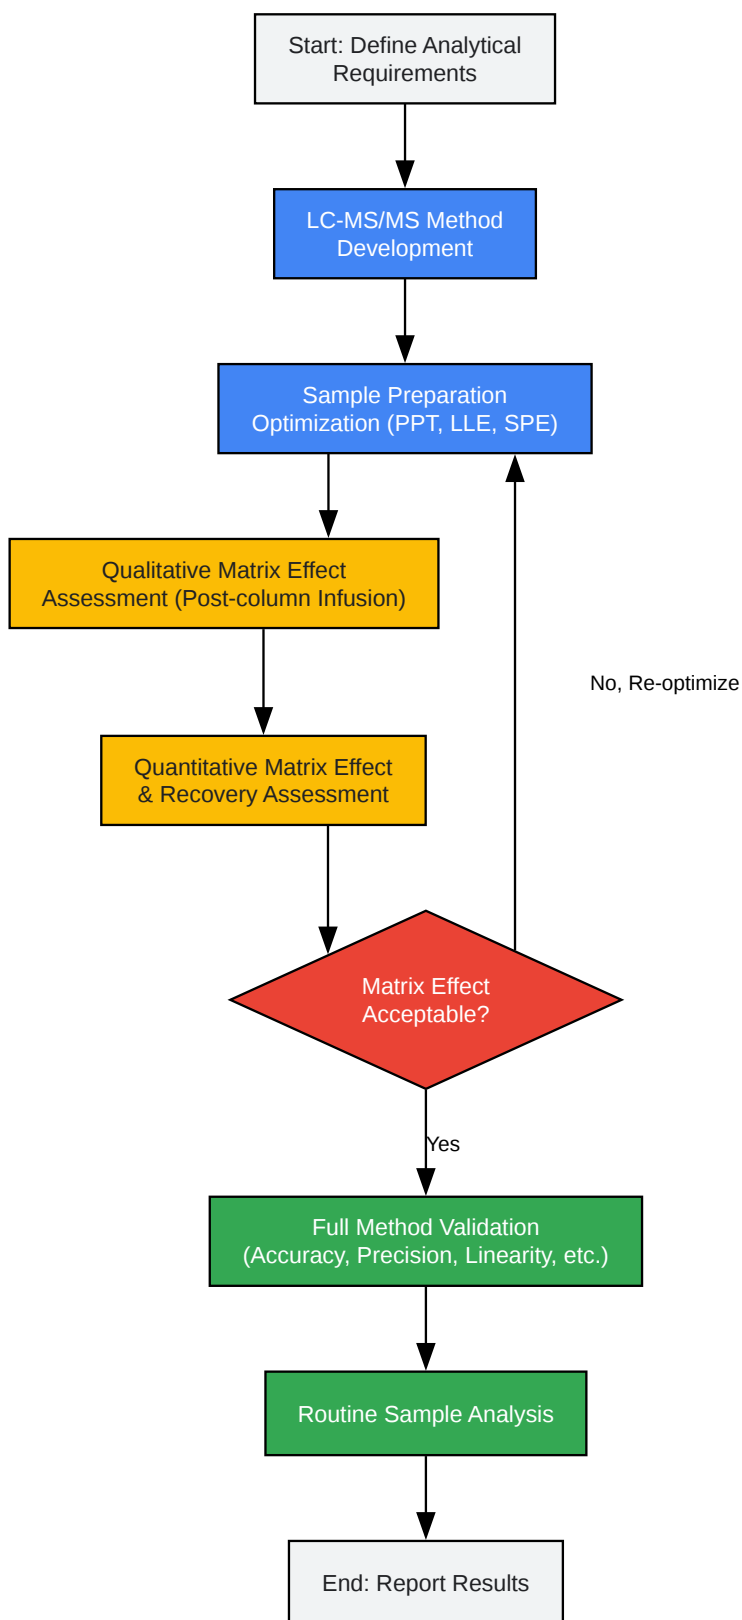 Start: Define Analytical
Requirements
LC-MS/MS Method
Development
Sample Preparation
Optimization (PPT, LLE, SPE)
Qualitative Matrix Effect
Assessment (Post-column Infusion)
No, Re-optimize
Quantitative Matrix Effect
& Recovery Assessment
Matrix Effect
Acceptable?
Yes
Full Method Validation
(Accuracy, Precision, Linearity, etc.)
Routine Sample Analysis
End: Report Results